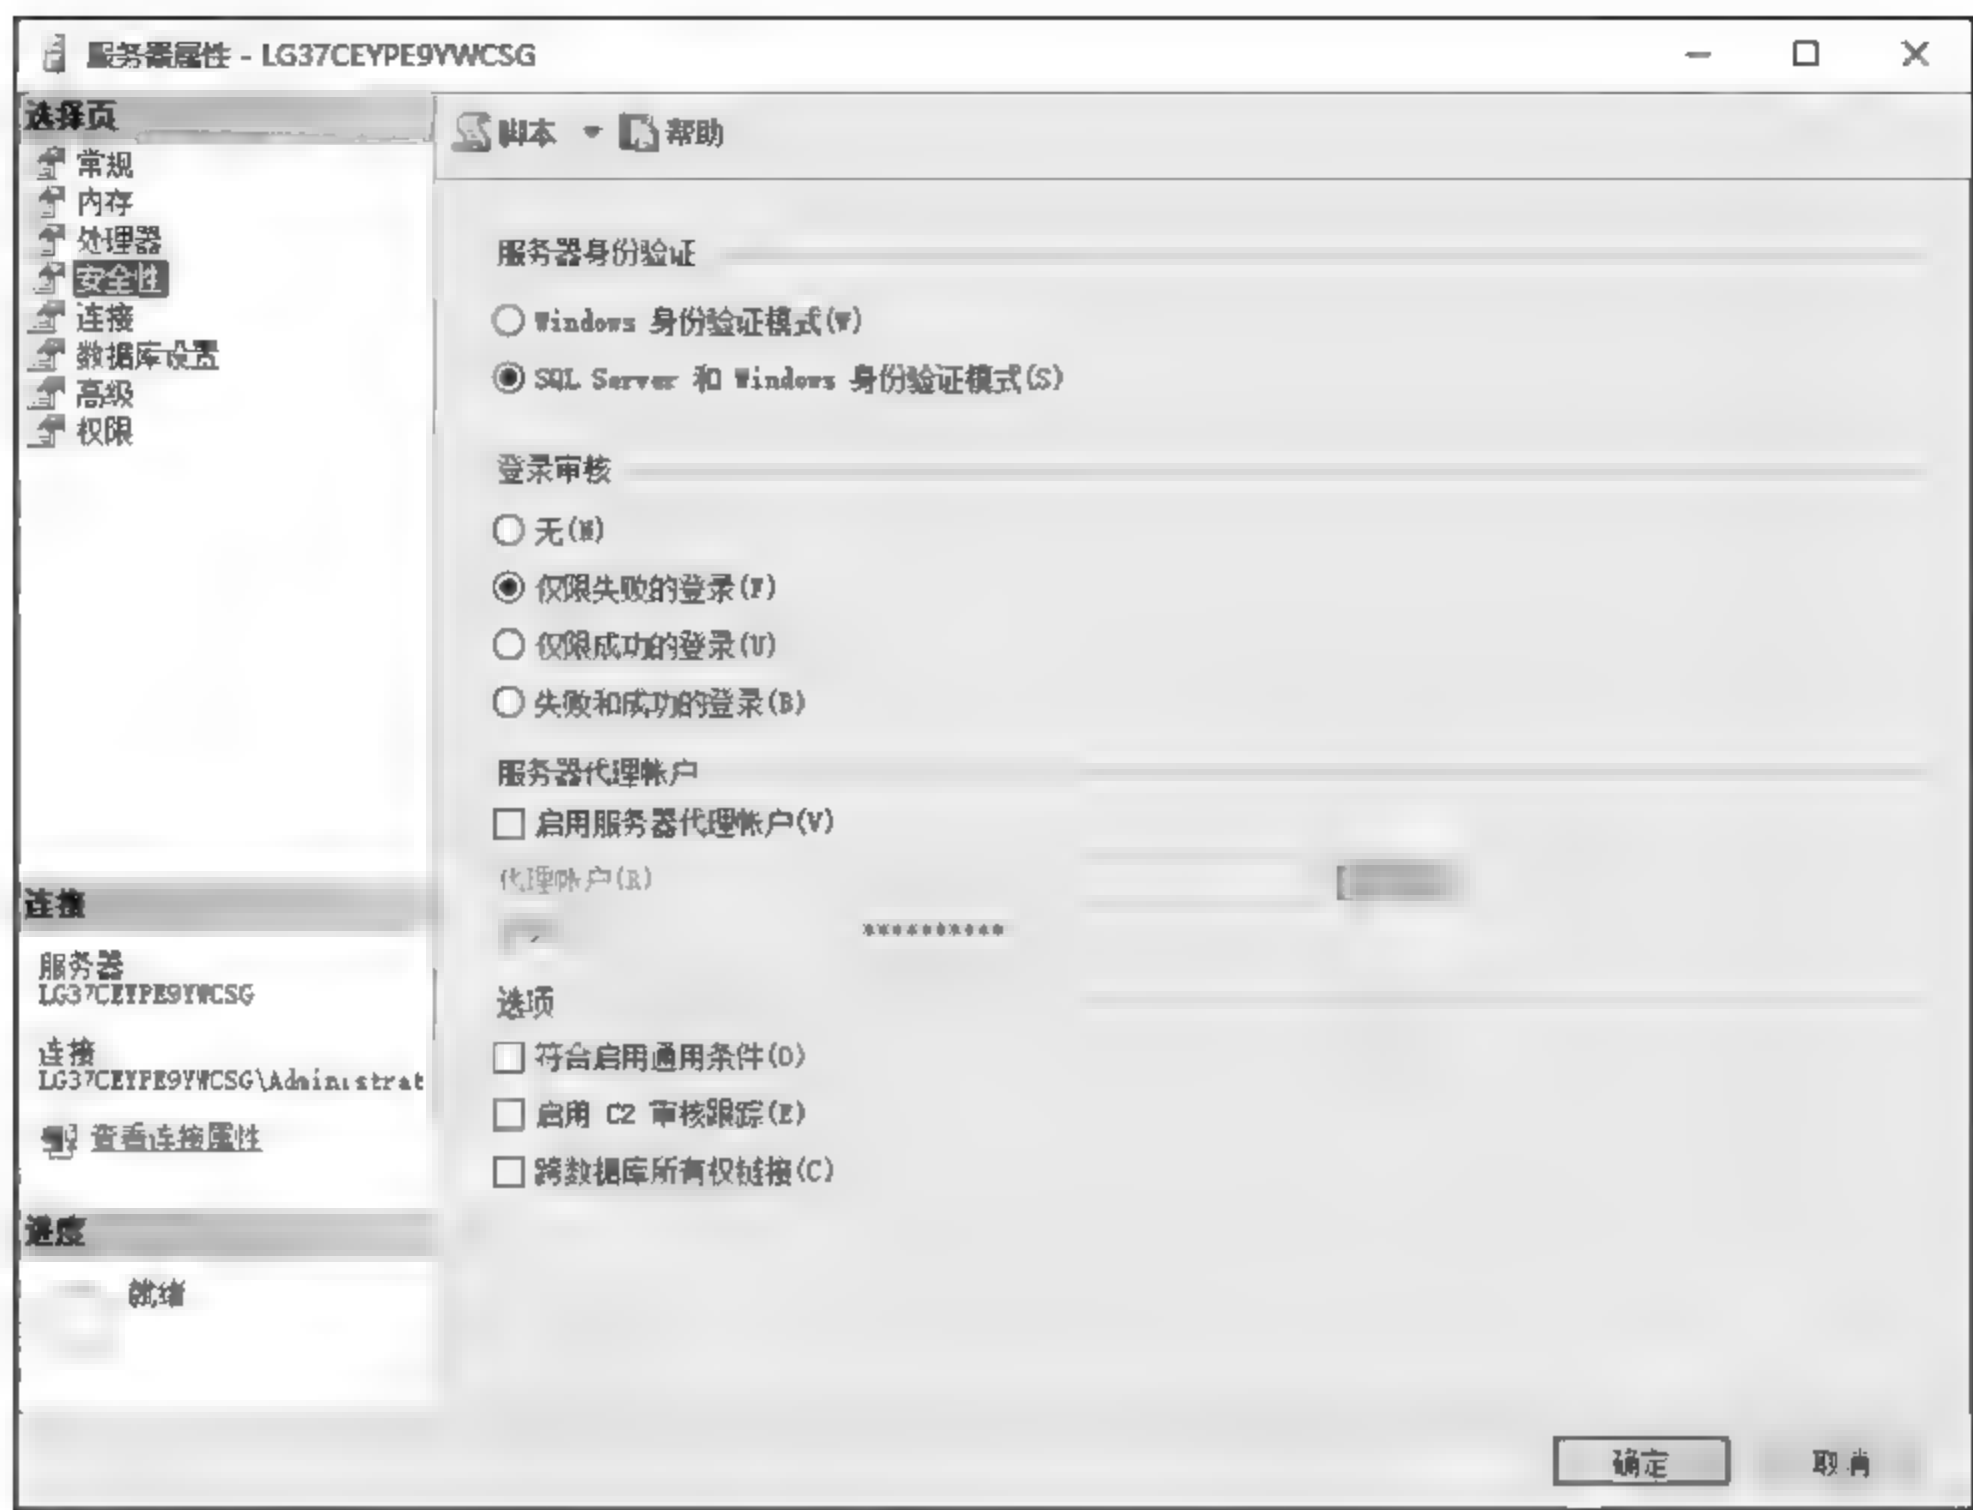 服务器属性 - LG37CEYPE9YWCSG
选择页
常规
内存
处理器
安全性
连接
数据库设置
高级
权限
连接
服务器
LG37CEYPE9YWCSG
连接
LG37CEYPE9YWCSG\Administrat
查看连接属性
进度
就绪
脚本 帮助
服务器身份验证
Windows 身份验证模式(W)
SQL Server 和 Windows 身份验证模式(S)
登录审核
无(N)
仅限失败的登录(F)
仅限成功的登录(U)
失败和成功的登录(B)
服务器代理帐户
启用服务器代理帐户(V)
代理帐户(R)
**********
选项
符合启用通用条件(O)
启用 C2 审核跟踪(E)
跨数据库所有权链接(C)
确定 取消